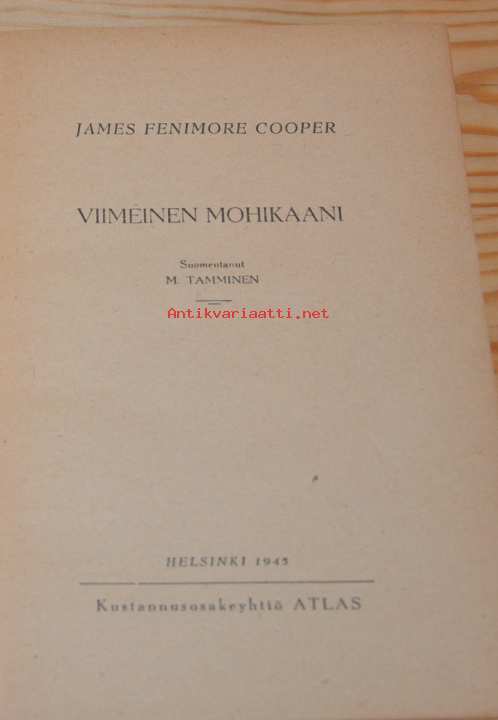 JAMES FENIMORE COOPER
VIIMEINEN MOHIKAANI
Suomentanut
M. TAMMINEN
Antikvariaatti.net
HELSINKI 1945
Kustannusosakeyhtiö ATLAS